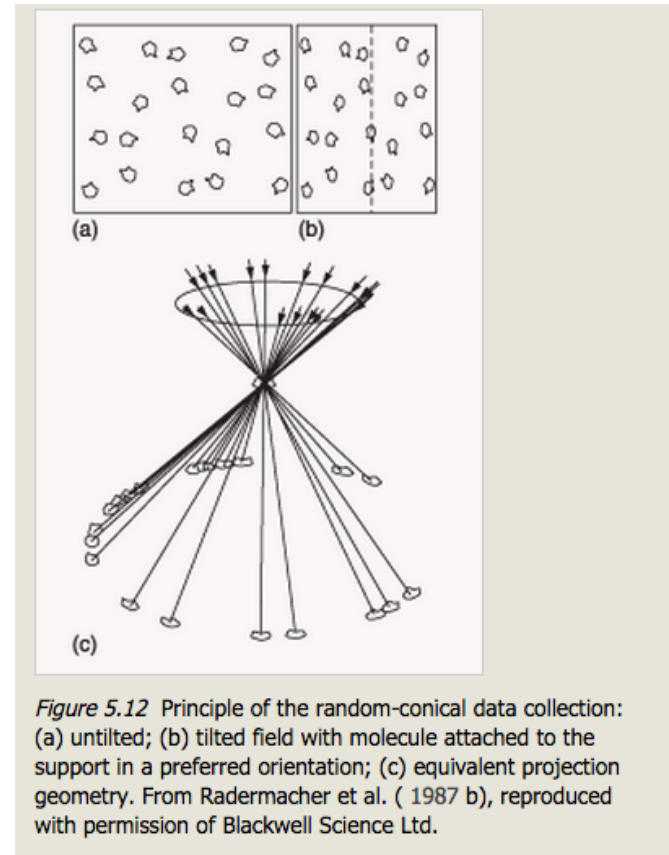 (a)
(b)
(c)
Figure 5.12 Principle of the random-conical data collection:
(a) untilted; (b) tilted field with molecule attached to the
support in a preferred orientation; (c) equivalent projection
geometry. From Radermacher et al. ( 1987 b), reproduced
with permission of Blackwell Science Ltd.